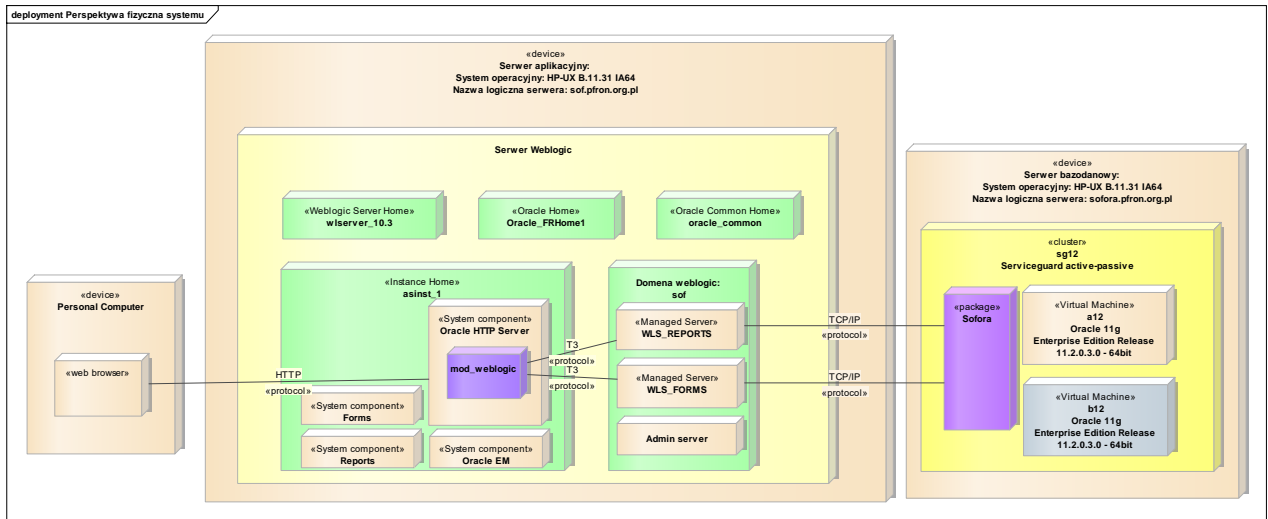 deployment Perspektywa fizyczna systemu
«device»
Serwer aplikacyjny:
System operacyjny: HP-UX B.11.31 IA64
Nazwa logiczna serwera: sof.pfron.org.pl
Serwer Weblogic
«Weblogic Server Home»
wlserver_10.3
«Oracle Home»
Oracle_FRHome1
«Oracle Common Home»
oracle_common
«Instance Home»
asinst_1
«System component»
Oracle HTTP Server
mod_weblogic
«System component»
Forms
«System component»
Reports
«System component»
Oracle EM
Domena weblogic:
sof
«Managed Server»
WLS_REPORTS
«Managed Server»
WLS_FORMS
Admin server
«device»
Personal Computer
«web browser»
HTTP
«protocol»
T3
«protocol»
T3
«protocol»
TCP/IP
«protocol»
TCP/IP
«protocol»
«device»
Serwer bazodanowy:
System operacyjny: HP-UX B.11.31 IA64
Nazwa logiczna serwera: sofora.pfron.org.pl
«cluster»
sg12
Serviceguard active-passive
«package»
Sofora
«Virtual Machine»
a12
Oracle 11g
Enterprise Edition Release
11.2.0.3.0 - 64bit
«Virtual Machine»
b12
Oracle 11g
Enterprise Edition Release
11.2.0.3.0 - 64bit